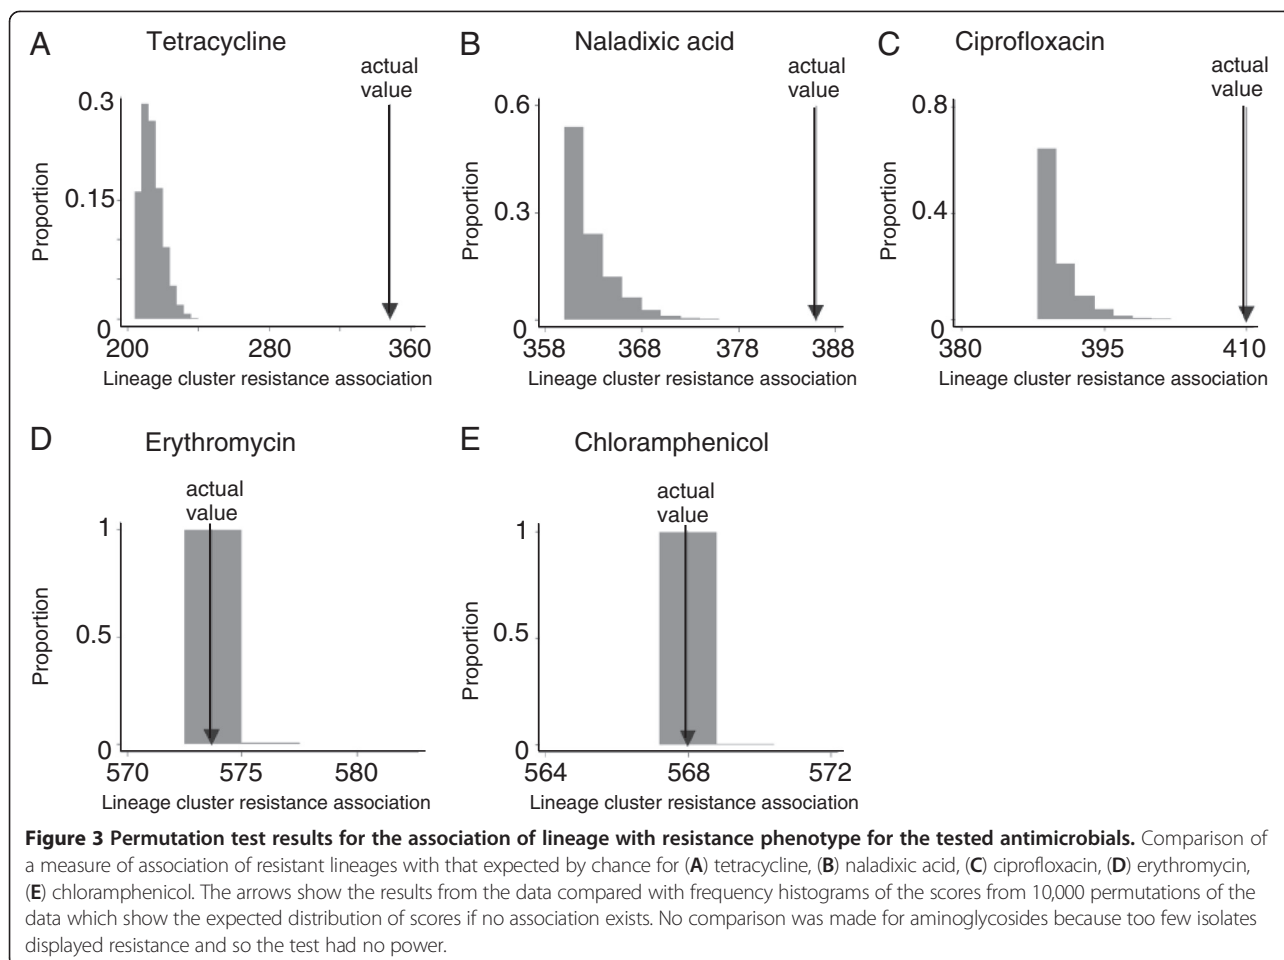 A
Tetracycline
actual
value
0.3
0.15
0
Proportion
200
280
360
Lineage cluster resistance association
B
Naladixic acid
actual
value
0.6
0.3
0
Proportion
358
368
378
388
Lineage cluster resistance association
C
Ciprofloxacin
actual
value
0.8
0.4
0
Proportion
380
395
410
Lineage cluster resistance association
D
Erythromycin
actual
value
1
0.5
0
Proportion
570
575
580
Lineage cluster resistance association
E
Chloramphenicol
actual
value
1
0.5
0
Proportion
564
568
572
Lineage cluster resistance association
Figure 3 Permutation test results for the association of lineage with resistance phenotype for the tested antimicrobials. Comparison of
a measure of association of resistant lineages with that expected by chance for (A) tetracycline, (B) naladixic acid, (C) ciprofloxacin, (D) erythromycin,
(E) chloramphenicol. The arrows show the results from the data compared with frequency histograms of the scores from 10,000 permutations of the
data which show the expected distribution of scores if no association exists. No comparison was made for aminoglycosides because too few isolates
displayed resistance and so the test had no power.